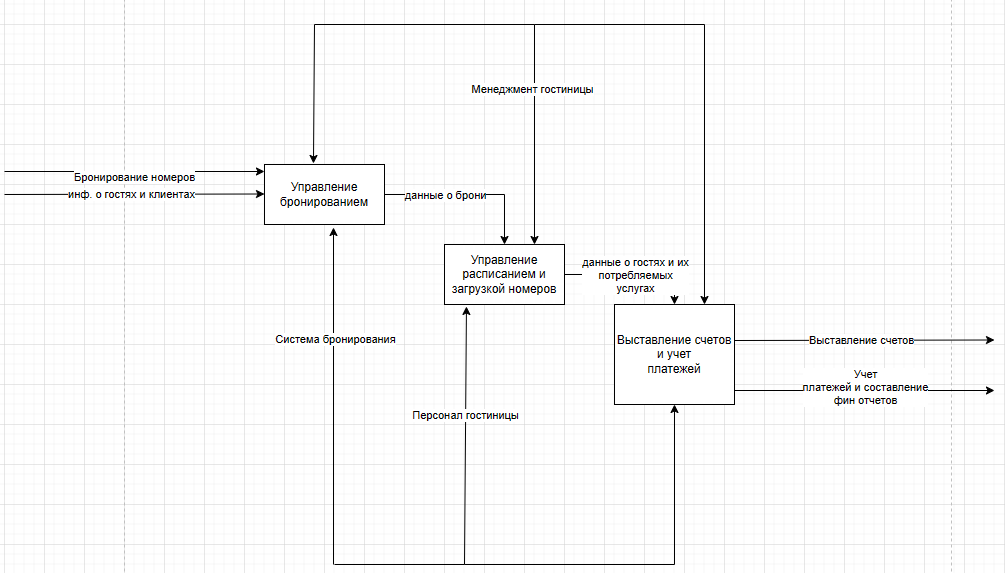 Менеджмент гостиницы
Бронирование номеров
инф. о гостях и клиентах
Управление
бронированием
данные о брони
Управление
расписанием и
загрузкой номеров
данные о гостях и их
потребляемых
услугах
Система бронирования
Выставление счетов
и учет
платежей
Выставление счетов
Учет
платежей и составление
фин отчетов
Персонал гостиницы